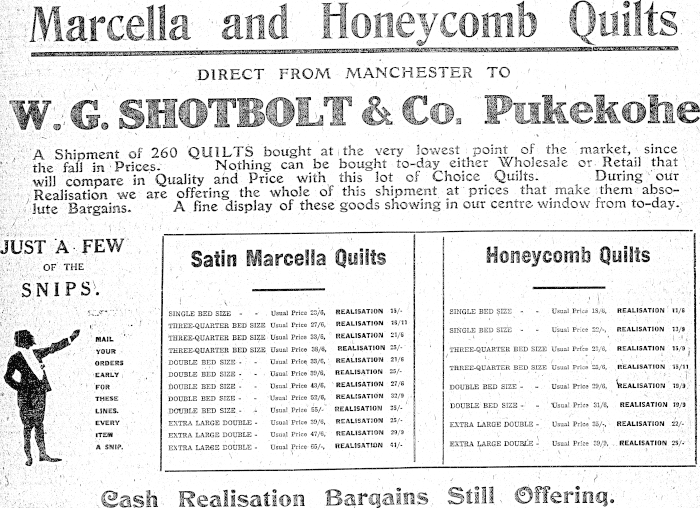 Marcella and Honeycomb Quilts
DIRECT FROM MANCHESTER TO
W. G. SHOTBOLT & Co. Pukekohe
A Shipment of 260 QUILTS bought at the very lowest point of the market, since
the fall in Prices. Nothing can be bought to-day either Wholesale or Retail that
will compare in Quality and Price with this lot of Choice Quilts. During our
Realisation we are offering the whole of this shipment at prices that make them abso-
lute Bargains. A fine display of these goods showing in our centre window from to-day.
JUST A FEW
OF THE
SNIPS.
MAIL
YOUR
ORDERS
EARLY
FOR
THESE
LINES.
EVERY
ITEM
A SNIP.
Satin Marcella Quilts
SINGLE BED SIZE - - Usual Price 23/6, REALISATION 15/-
THREE-QUARTER BED SIZE Usual Price 27/6, REALISATION 18/11
THREE-QUARTER BED SIZE Usual Price 33/6, REALISATION 21/6
THREE-QUARTER BED SIZE Usual Price 38/6, REALISATION 25/-
DOUBLE BED SIZE - - Usual Price 33/6, REALISATION 21/6
DOUBLE BED SIZE - - Usual Price 39/6, REALISATION 25/-
DOUBLE BED SIZE - - Usual Price 43/6, REALISATION 27/6
DOUBLE BED SIZE - - Usual Price 52/6, REALISATION 32/9
DOUBLE BED SIZE - - Usual Price 55/- REALISATION 35/-
EXTRA LARGE DOUBLE - Usual Price 39/6, REALISATION 25/-
EXTRA LARGE DOUBLE - Usual Price 47/6, REALISATION 29/9
EXTRA LARGE DOUBLE - Usual Price 65/-, REALISATION 41/-
Honeycomb Quilts
SINGLE BED SIZE - - Usual Price 18/6, REALISATION 11/6
SINGLE BED SIZE - - Usual Price 22/-, REALISATION 13/9
THREE-QUARTER BED SIZE Usual Price REALISATION 15/9
THREE-QUARTER BED SIZE Usual Price 25/6, REALISATION 15/11
DOUBLE BED SIZE - - Usual Price 29/6, REALISATION 18/9
DOUBLE BED SIZE - - Usual Price 31/6, REALISATION 19/9
EXTRA LARGE DOUBLE - Usual Price 35/-, REALISATION 22/-
EXTRA LARGE DOUBLE - Usual Price 39/6, REALISATION 25/-
Cash Realisation Bargains Still Offering.